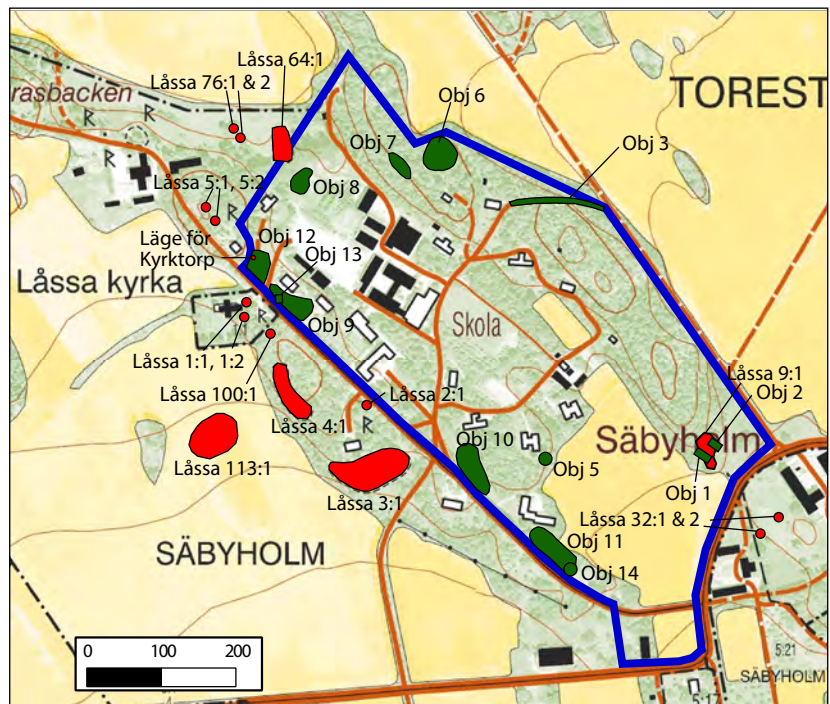 Låssa 64:1
Låssa 76:1 & 2
rasbacken
Obj 6
TOREST
Obj 7
Obj 3
Obj 8
Låssa 5:1, 5:2
Läge för
Kyrktorp
Obj 12
Obj 13
Låssa kyrka
Obj 9
Skola
Låssa 1:1, 1:2
Låssa 100:1
Låssa 2:1
Låssa 9:1
Obj 2
Låssa 4:1
Säbyholm
Obj 10
Låssa 113:1
Obj 5
Obj 1
Låssa 3:1
Låssa 32:1 & 2
SÄBYHOLM
Obj 11
Obj 14
0 100 200
5:21
SÄBYHOLM
5:17